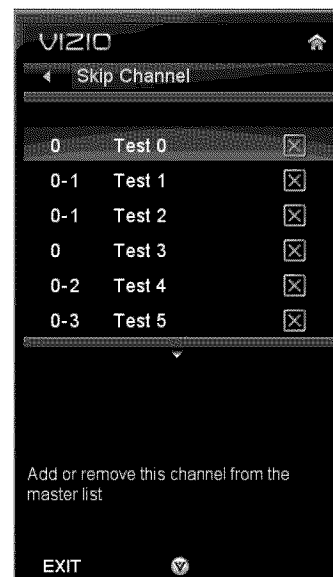 VIZIO
Skip Channel
0 Test 0
0-1 Test 1
0-1 Test 2
0 Test 3
0-2 Test 4
0-3 Test 5
Add or remove this channel from the
master list
EXIT V